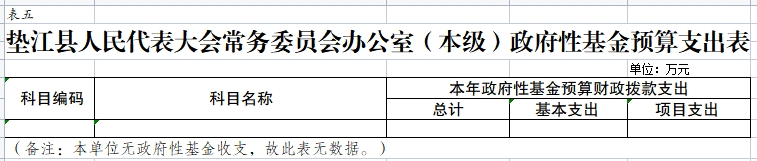 表五
垫江县人民代表大会常务委员会办公室（本级）政府性基金预算支出表
单位：万元
科目编码 科目名称 本年政府性基金预算财政拨款支出
总计 基本支出 项目支出
（备注：本单位无政府性基金收支，故此表无数据。）